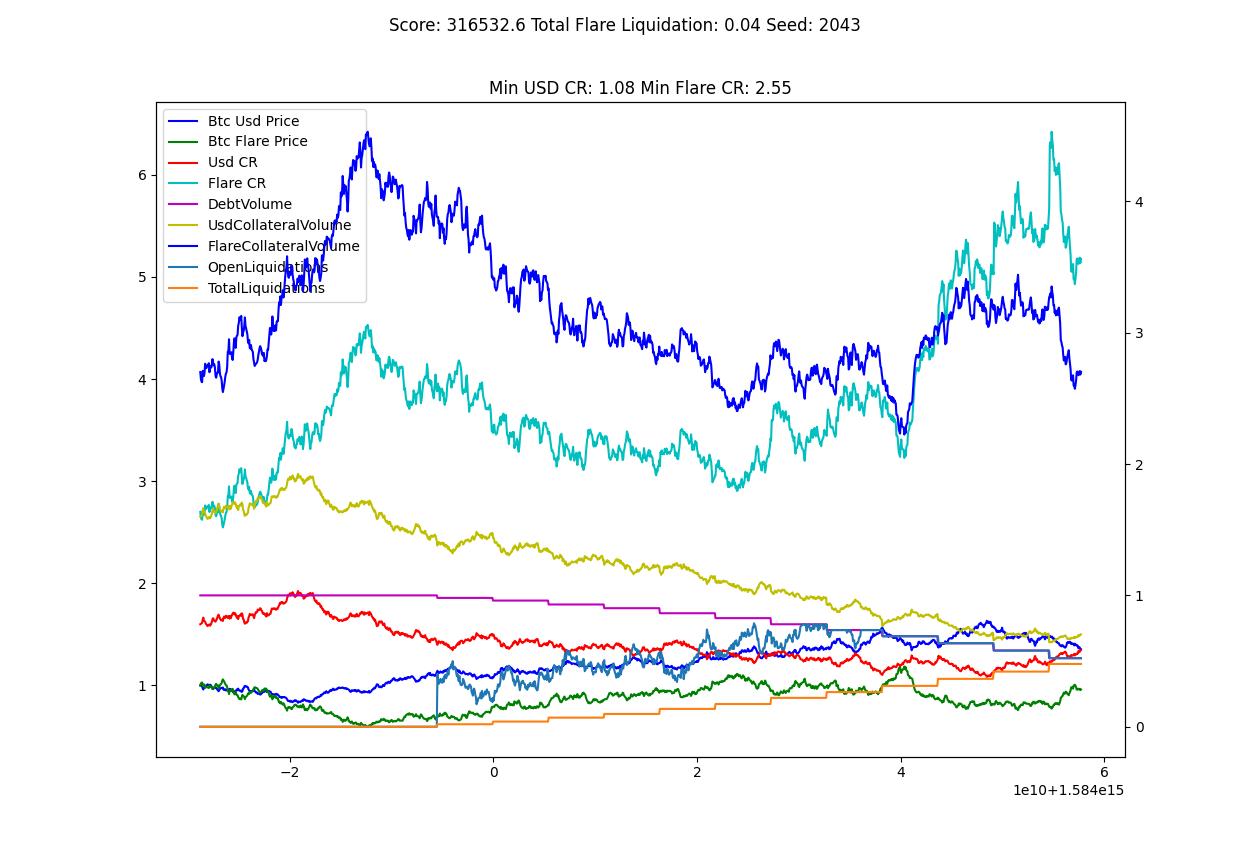 Score: 316532.6 Total Flare Liquidation: 0.04 Seed: 2043
Min USD CR: 1.08 Min Flare CR: 2.55
Btc Usd Price
Btc Flare Price
Usd CR
Flare CR
DebtVolume
UsdCollateralVolume
FlareCollateralVolume
OpenLiquidations
TotalLiquidations
6
5
4
3
2
1
4
3
2
1
0
−2
0
2
4
6
1e10+1.584e15